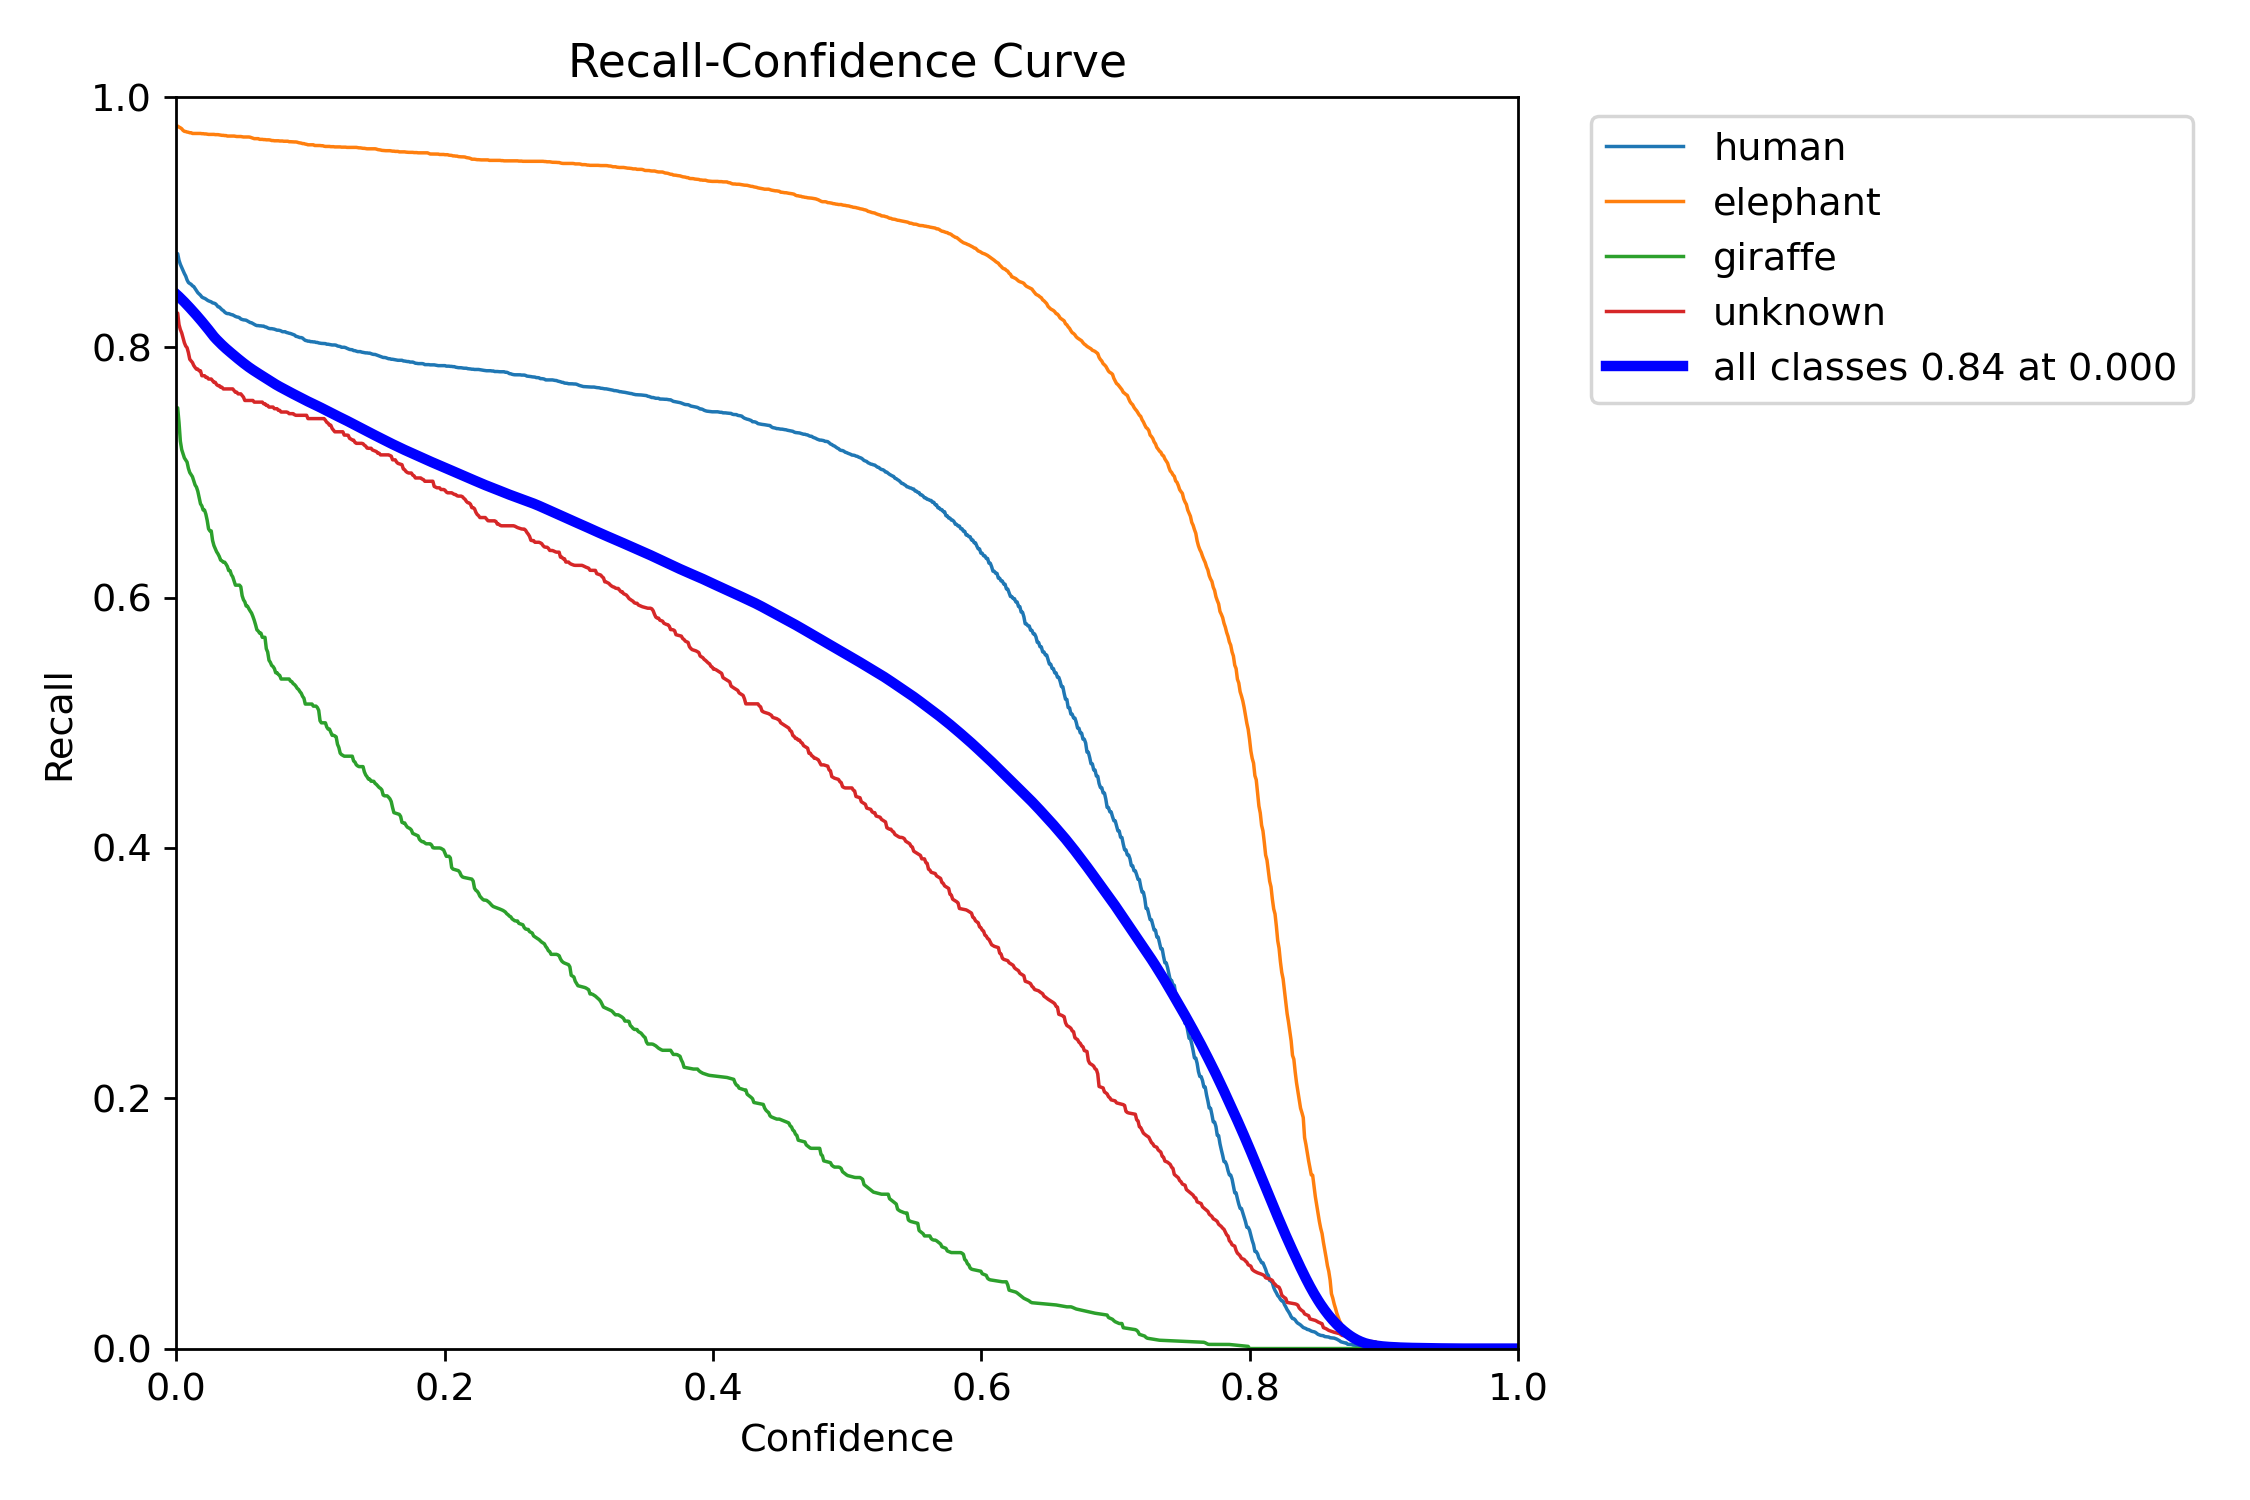 Recall-Confidence Curve
1.0
0.8
0.6
0.4
0.2
0.0
Recall
0.0 0.2 0.4 0.6 0.8 1.0
Confidence
human
elephant
giraffe
unknown
all classes 0.84 at 0.000